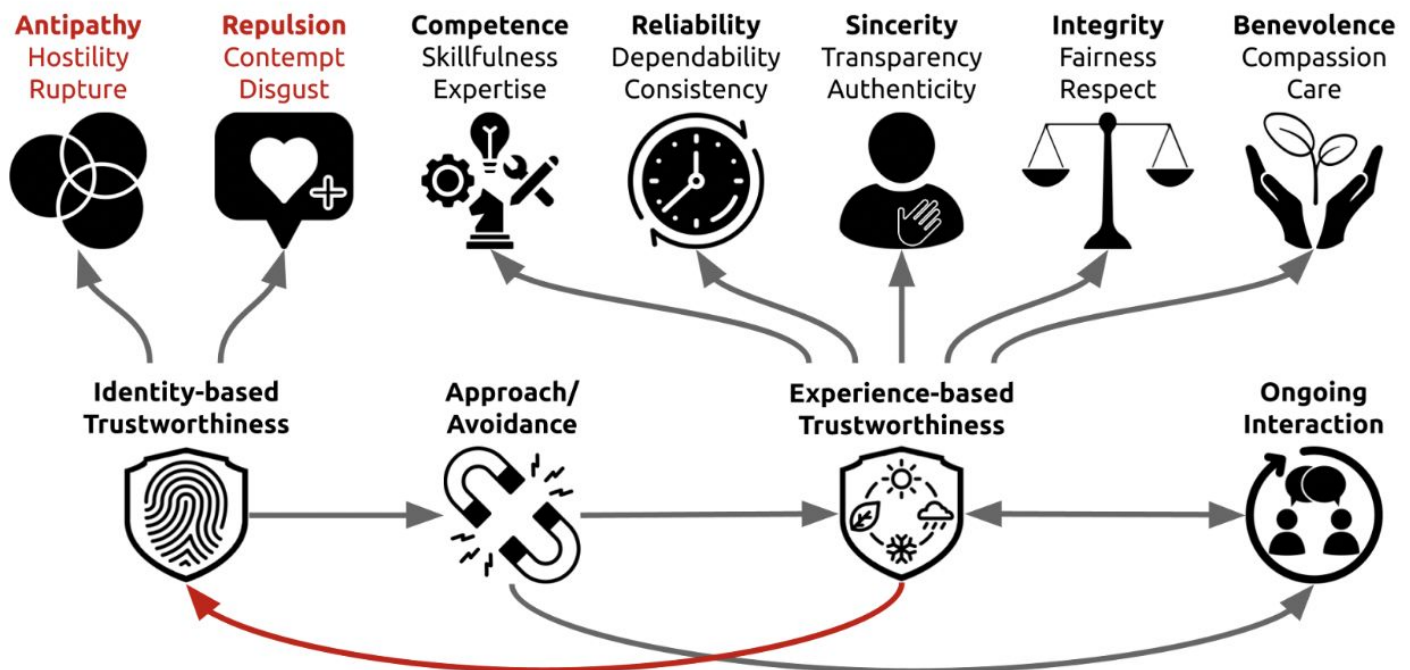 Antipathy
Hostility
Rupture
Repulsion
Contempt
Disgust
Competence
Skillfulness
Expertise
Reliability
Dependability
Consistency
Sincerity
Transparency
Authenticity
Integrity
Fairness
Respect
Benevolence
Compassion
Care
Identity-based
Trustworthiness
Approach/
Avoidance
Experience-based
Trustworthiness
Ongoing
Interaction